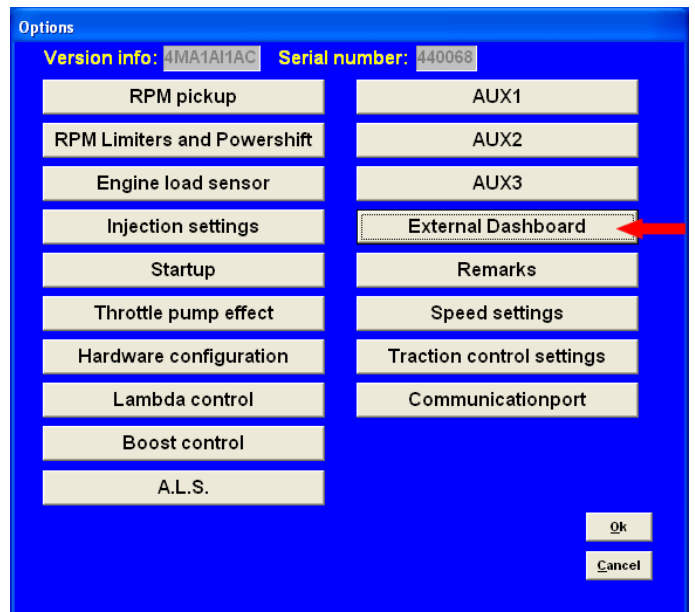 Options
Version info: 4MA1AI1AC Serial number: 440068
RPM pickup
RPM Limiters and Powershift
Engine load sensor
Injection settings
Startup
Throttle pump effect
Hardware configuration
Lambda control
Boost control
A.L.S.
AUX1
AUX2
AUX3
External Dashboard
Remarks
Speed settings
Traction control settings
Communicationport
Ok
Cancel